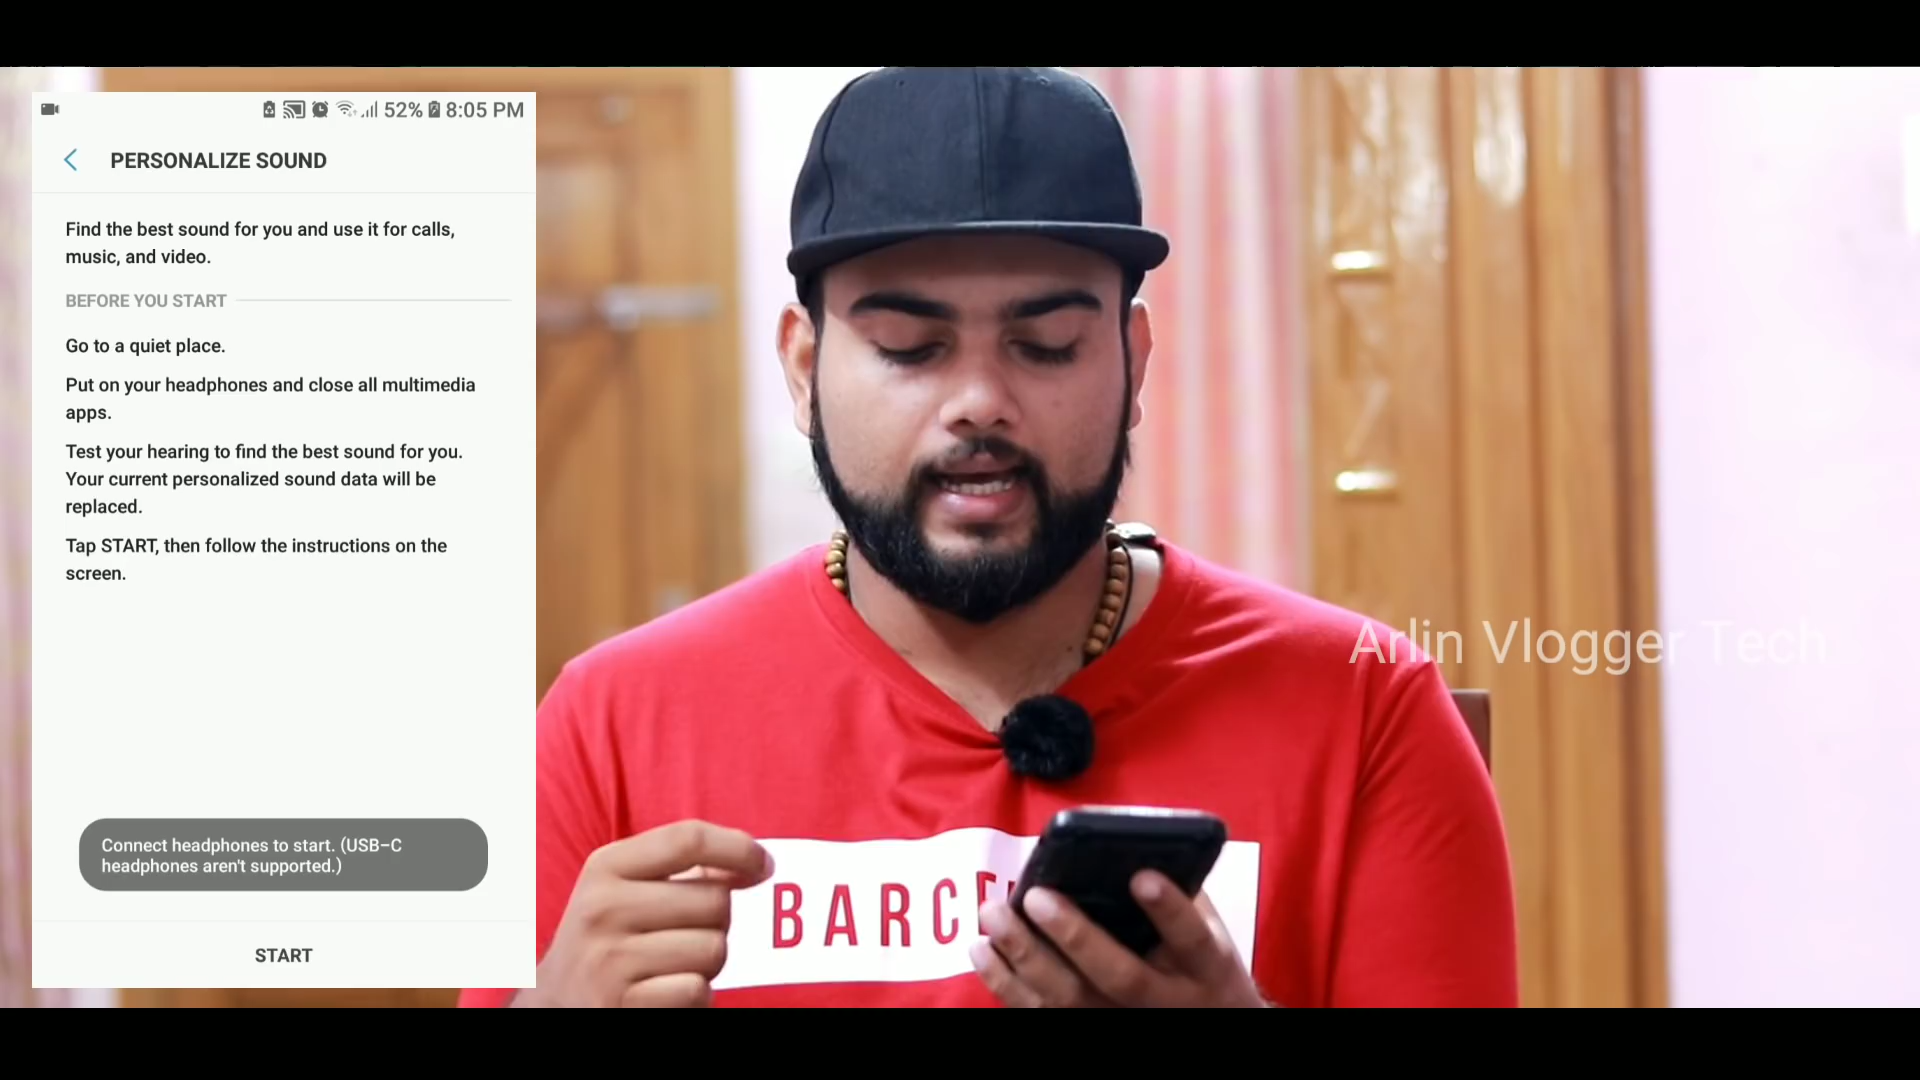 52% 8:05 PM
PERSONALIZE SOUND
Find the best sound for you and use it for calls,
music, and video.
BEFORE YOU START
Go to a quiet place.
Put on your headphones and close all multimedia
apps.
Test your hearing to find the best sound for you.
Your current personalized sound data will be
replaced.
Tap START, then follow the instructions on the
screen.
Connect headphones to start. (USB-C
headphones aren't supported.)
START
Arlin Vlogger Tech
BARCE